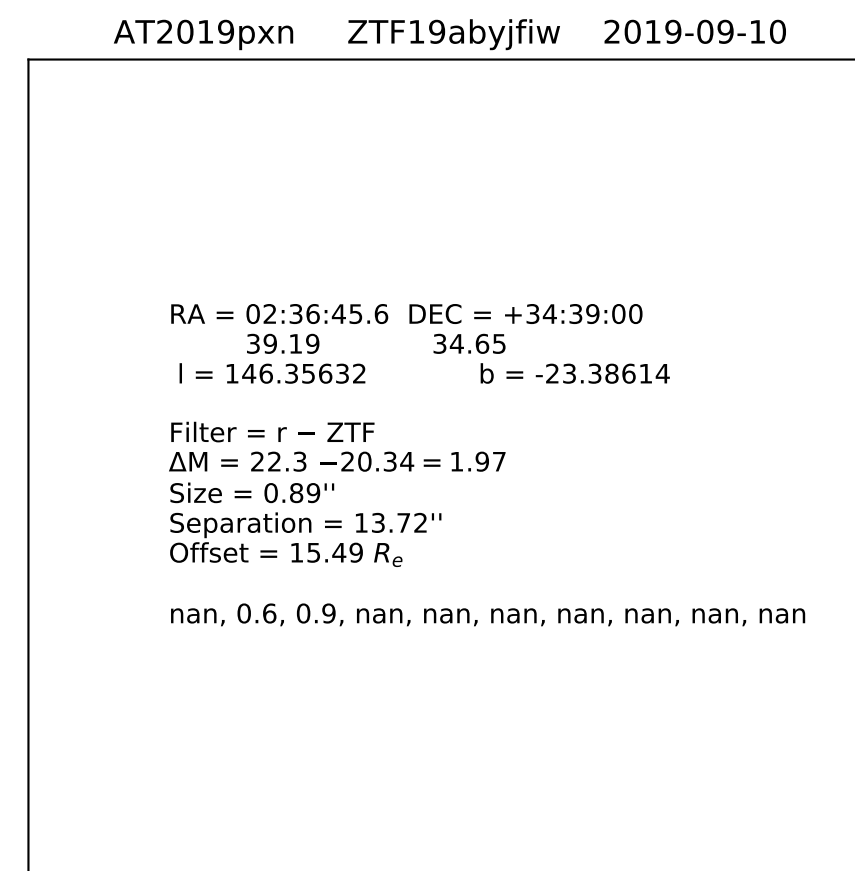 AT2019pxn ZTF19abyjfiw 2019-09-10
RA = 02:36:45.6 DEC = +34:39:00
39.19 34.65
l = 146.35632 b = -23.38614
Filter = r − ZTF
ΔM = 22.3 −20.34 = 1.97
Size = 0.89''
Separation = 13.72''
Offset = 15.49 Rₑ
nan, 0.6, 0.9, nan, nan, nan, nan, nan, nan, nan